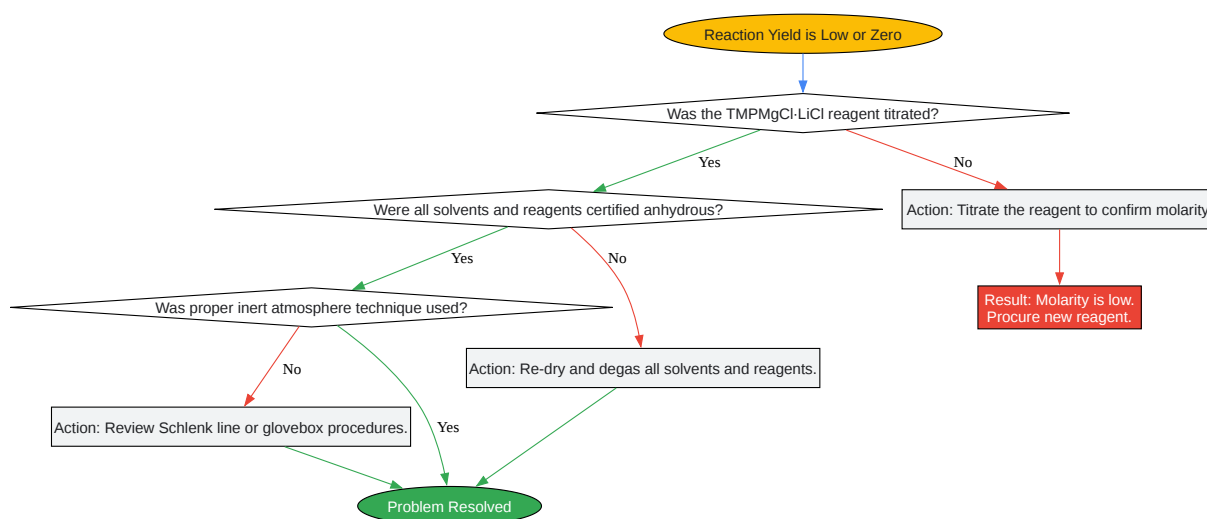 Reaction Yield is Low or Zero
Was the TMPMgCl·LiCl reagent titrated?
Yes
No
Were all solvents and reagents certified anhydrous?
Action: Titrate the reagent to confirm molarity
Yes
No
Was proper inert atmosphere technique used?
Result: Molarity is low.
Procure new reagent.
No
Action: Re-dry and degas all solvents and reagents.
Action: Review Schlenk line or glovebox procedures.
Yes
Problem Resolved